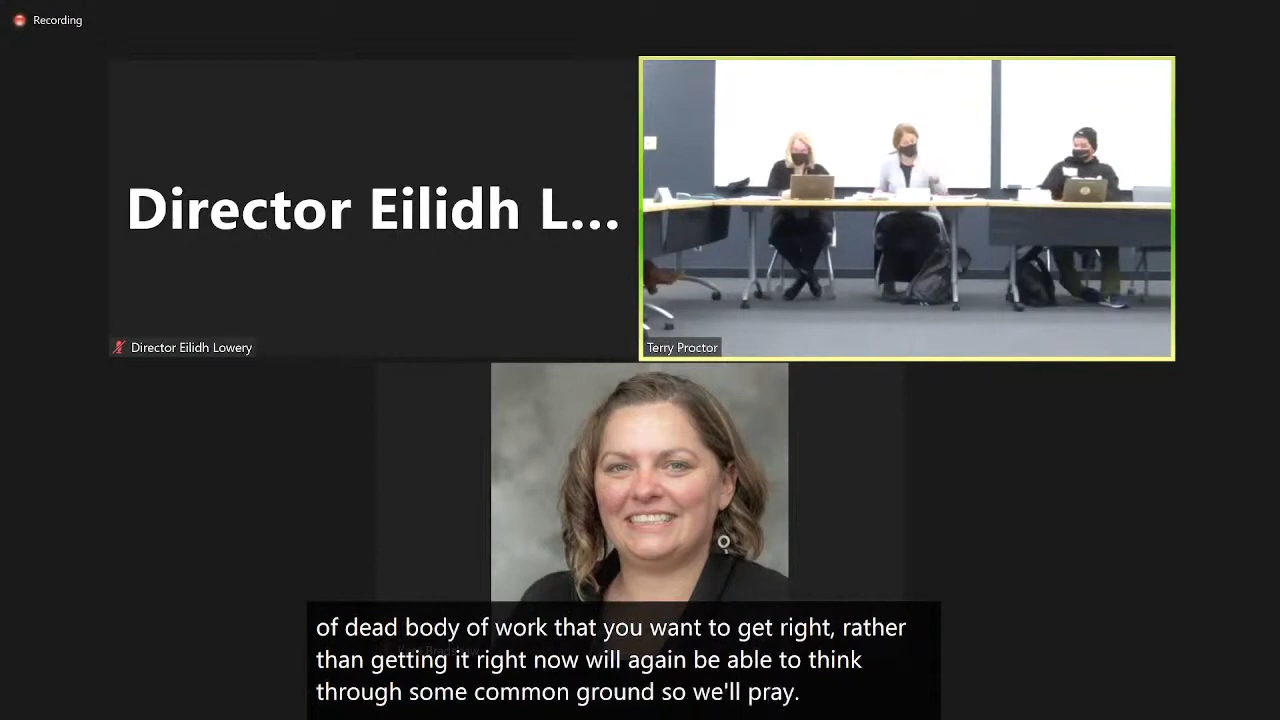 Recording
Director Eilidh L...
Director Eilidh Lowery
Terry Proctor
of dead body of work that you want to get right, rather
than getting it right now will again be able to think
through some common ground so we'll pray.